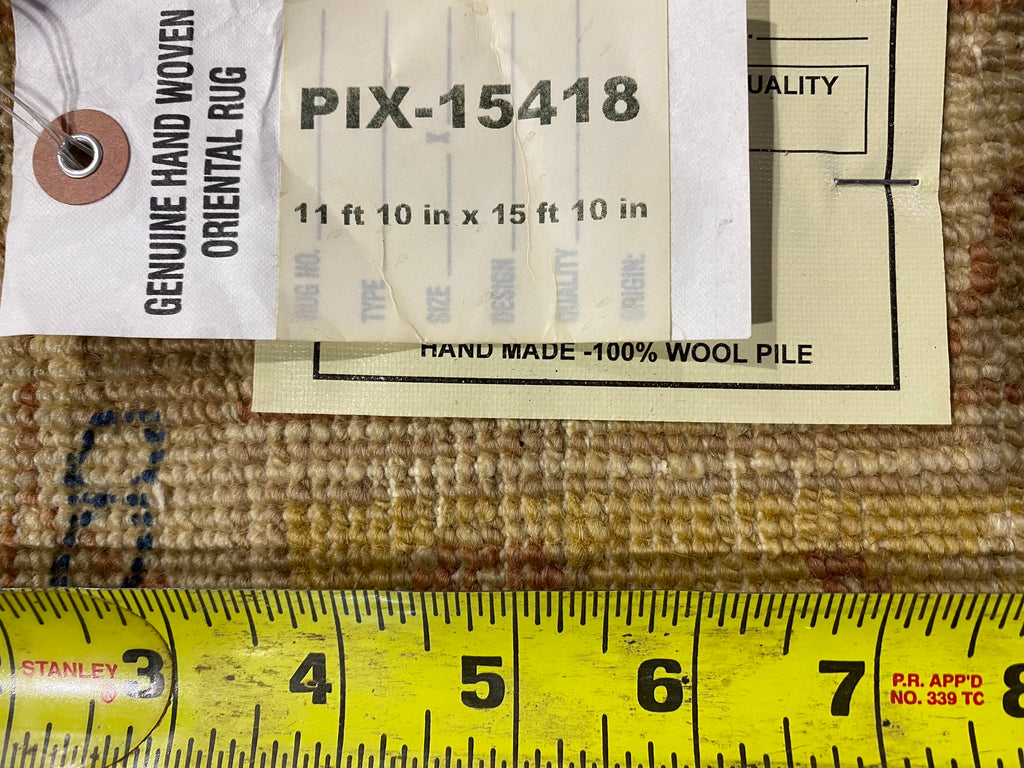 GENUINE HAND WOVEN
ORIENTAL RUG
PIX-15418
11 ft 10 in x 15 ft 10 in
RUG NO.
TYPE
SIZE X
DESIGN
QUALITY
ORIGIN:
UALITY
HAND MADE -100% WOOL PILE
STANLEY ®
3 4 5 6 7 8
P.R. APP'D
NO. 339 TC